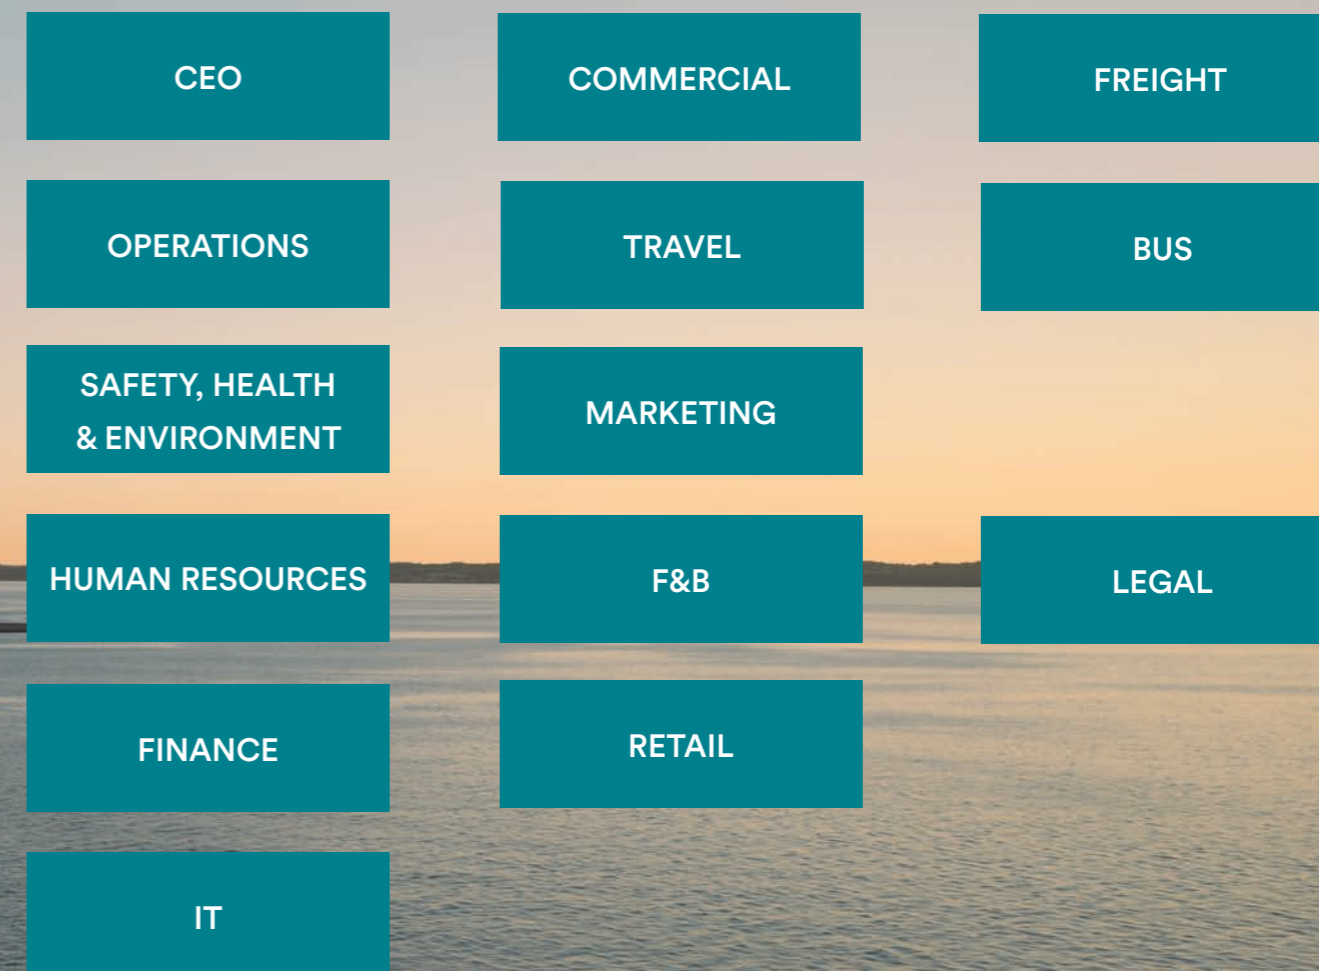 CEO
COMMERCIAL
FREIGHT
OPERATIONS
TRAVEL
BUS
SAFETY, HEALTH
& ENVIRONMENT
MARKETING
HUMAN RESOURCES
F&B
LEGAL
FINANCE
RETAIL
IT